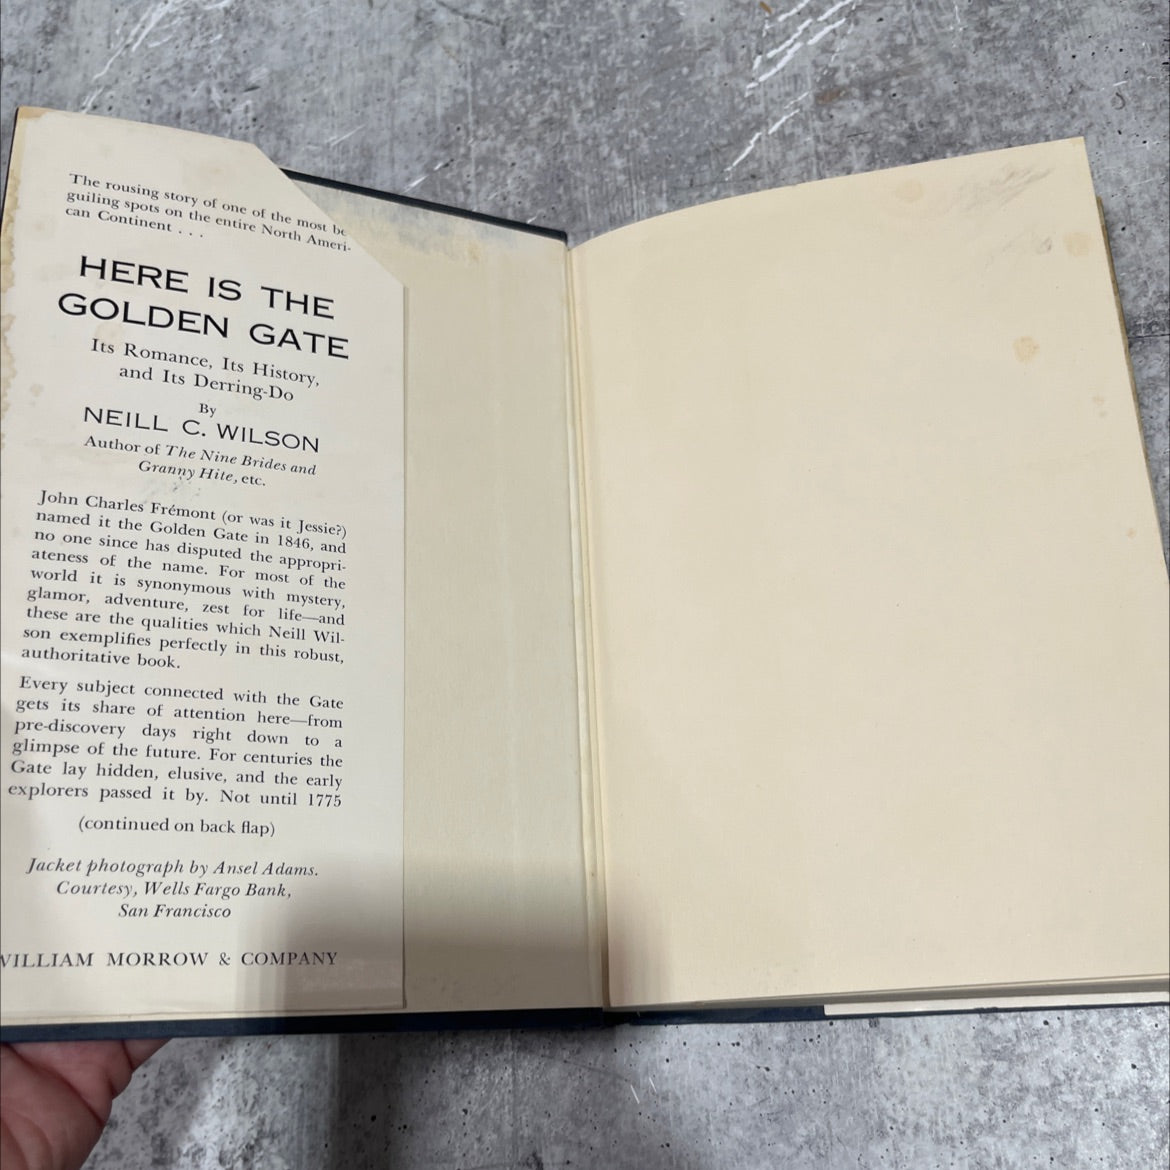 The rousing story of one of the most be
guiling spots on the entire North Ameri-
can Continent . . .
HERE IS THE
GOLDEN GATE
Its Romance, Its History,
and Its Derring-Do
By
NEILL C. WILSON
Author of The Nine Brides and
Granny Hite, etc.
John Charles Frémont (or was it Jessie?)
named it the Golden Gate in 1846, and
no one since has disputed the appropri-
ateness of the name. For most of the
world it is synonymous with mystery,
glamor, adventure, zest for life—and
these are the qualities which Neill Wil-
son exemplifies perfectly in this robust,
authoritative book.
Every subject connected with the Gate
gets its share of attention here—from
pre-discovery days right down to a
glimpse of the future. For centuries the
Gate lay hidden, elusive, and the early
explorers passed it by. Not until 1775
(continued on back flap)
Jacket photograph by Ansel Adams.
Courtesy, Wells Fargo Bank,
San Francisco
WILLIAM MORROW & COMPANY